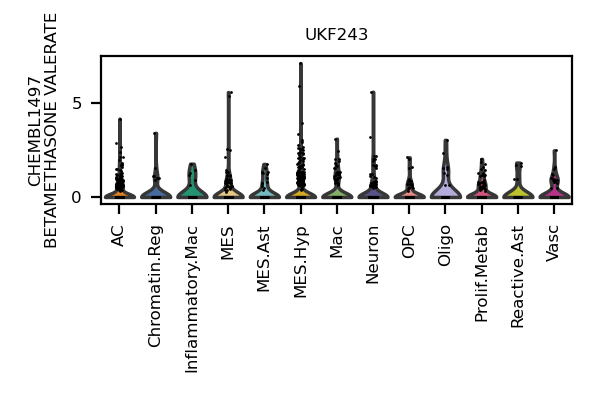 UKF243
CHEMBL1497
BETAMETHASONE VALERATE
5
0
AC
Chromatin.Reg
Inflammatory.Mac
MES
MES.Ast
MES.Hyp
Mac
Neuron
OPC
Oligo
Prolif.Metab
Reactive.Ast
Vasc